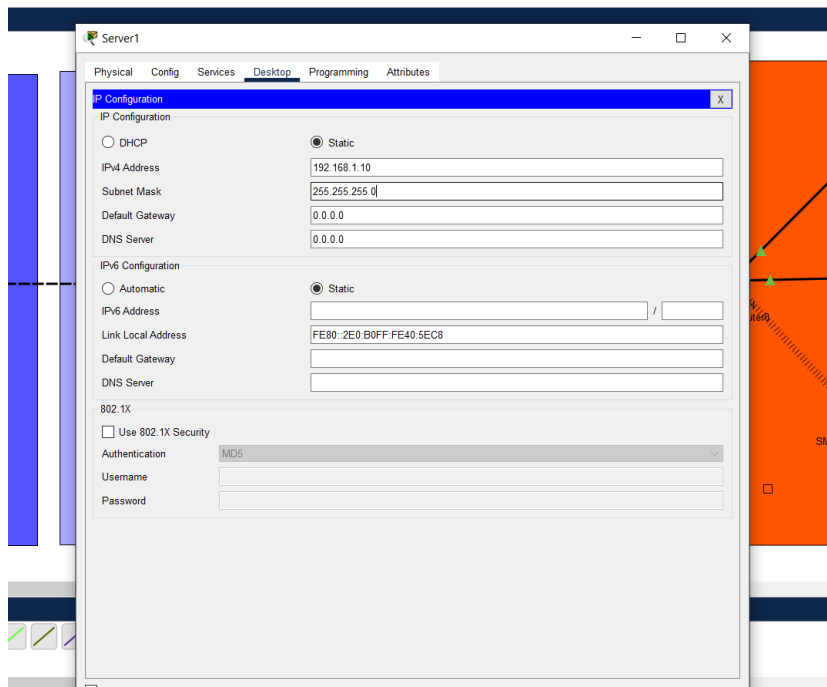 Server1
Physical Config Services Desktop Programming Attributes
IP Configuration X
IP Configuration
DHCP Static
IPv4 Address 192.168.1.10
Subnet Mask 255.255.255.0
Default Gateway 0.0.0.0
DNS Server 0.0.0.0
IPv6 Configuration
Automatic Static
IPv6 Address /
Link Local Address FE80::2E0:B0FF:FE40:5EC8
Default Gateway
DNS Server
802.1X
Use 802.1X Security
Authentication MD5
Username
Password